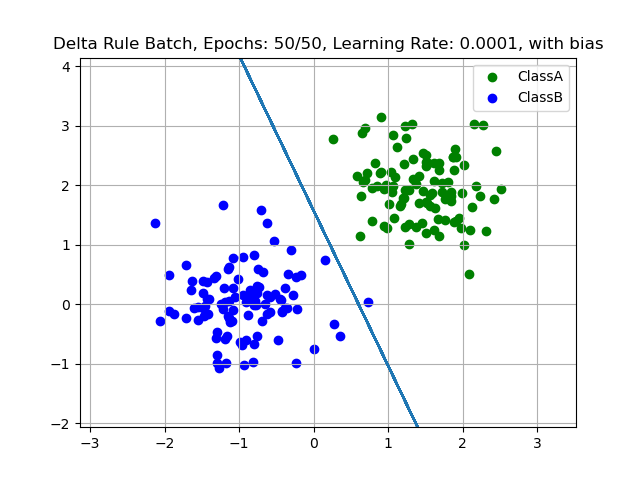 Delta Rule Batch, Epochs: 50/50, Learning Rate: 0.0001, with bias
ClassA
ClassB
4
3
2
1
0
−1
−2
−3 −2 −1 0 1 2 3